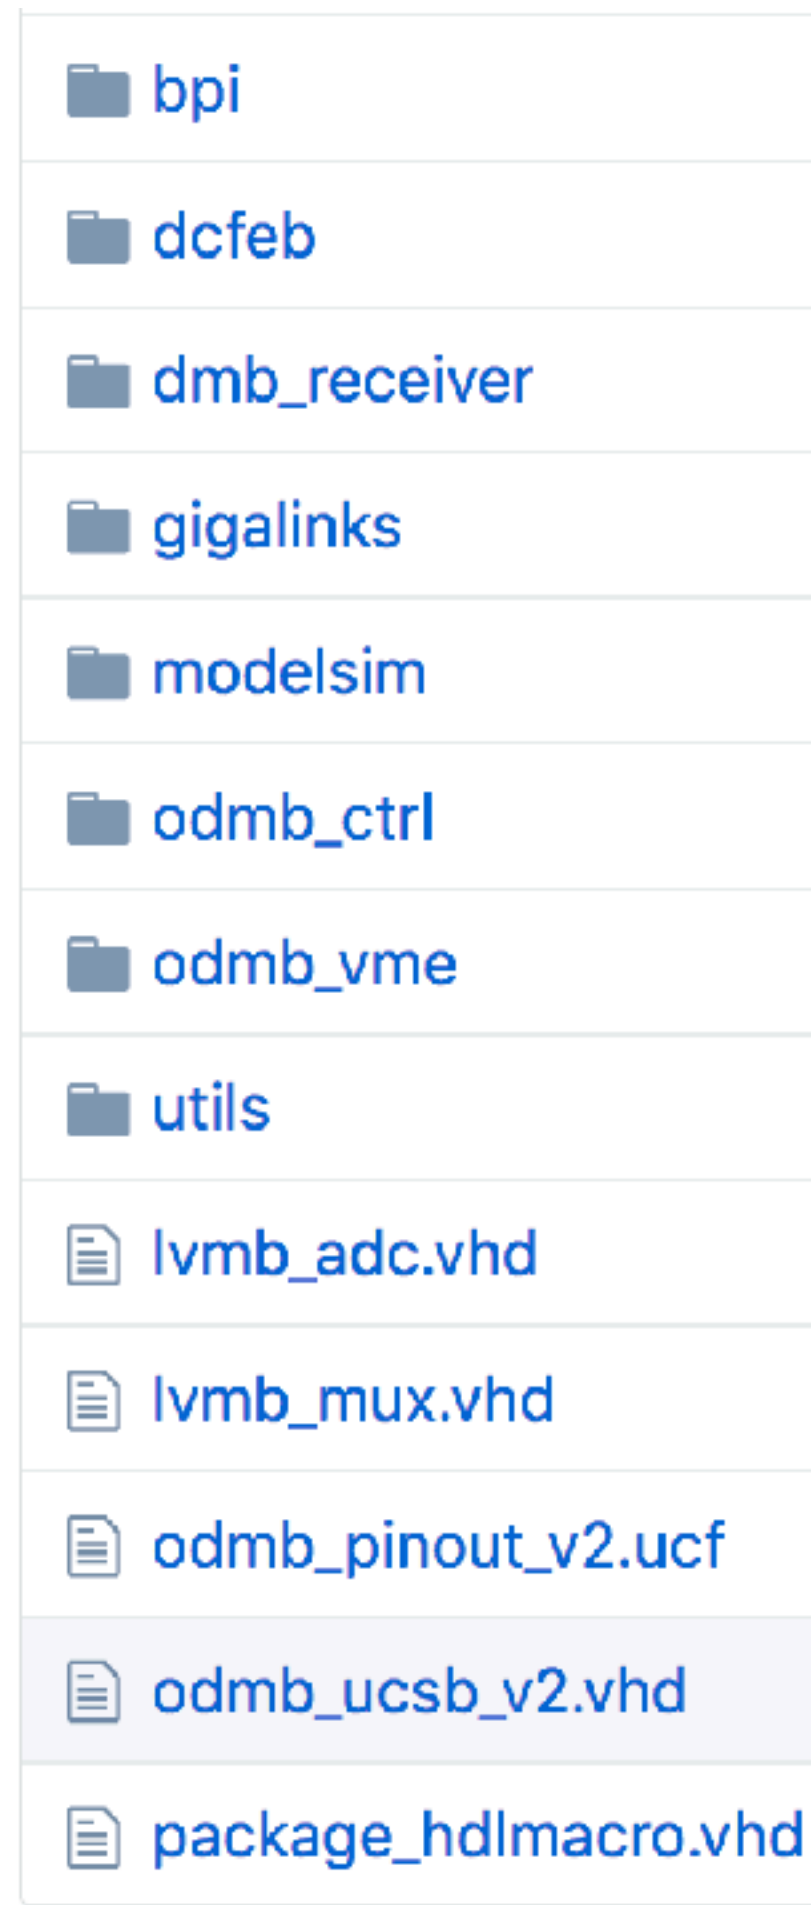 bpi
dcfeb
dmb_receiver
gigalinks
modelsim
odmb_ctrl
odmb_vme
utils
lvmb_adc.vhd
lvmb_mux.vhd
odmb_pinout_v2.ucf
odmb_ucsb_v2.vhd
package_hdlmacro.vhd